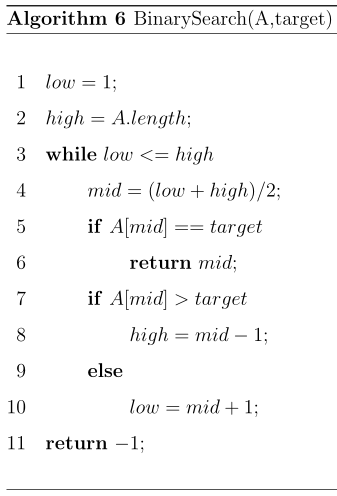 Algorithm 6 BinarySearch(A,target)
1 low = 1;
2 high = A.length;
3 while low <= high
4 mid = (low + high)/2;
5 if A[mid] == target
6 return mid;
7 if A[mid] > target
8 high = mid − 1;
9 else
10 low = mid + 1;
11 return −1;